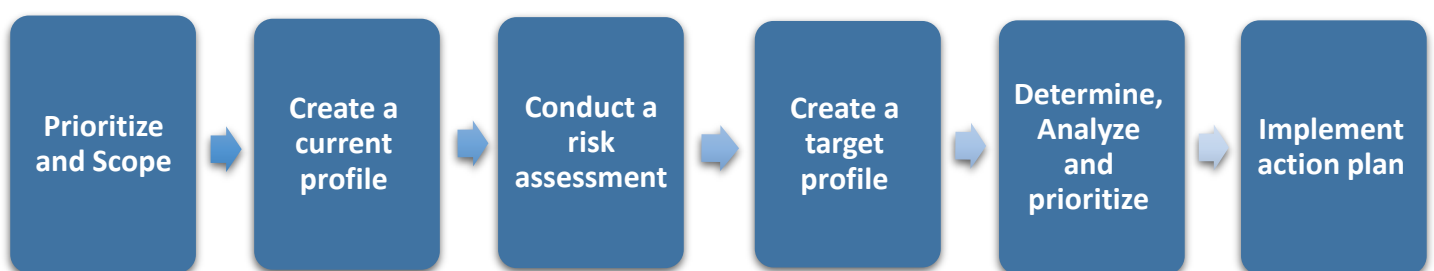 Prioritize
and Scope
Create a
current
profile
Conduct a
risk
assessment
Create a
target
profile
Determine,
Analyze
and
prioritize
Implement
action plan